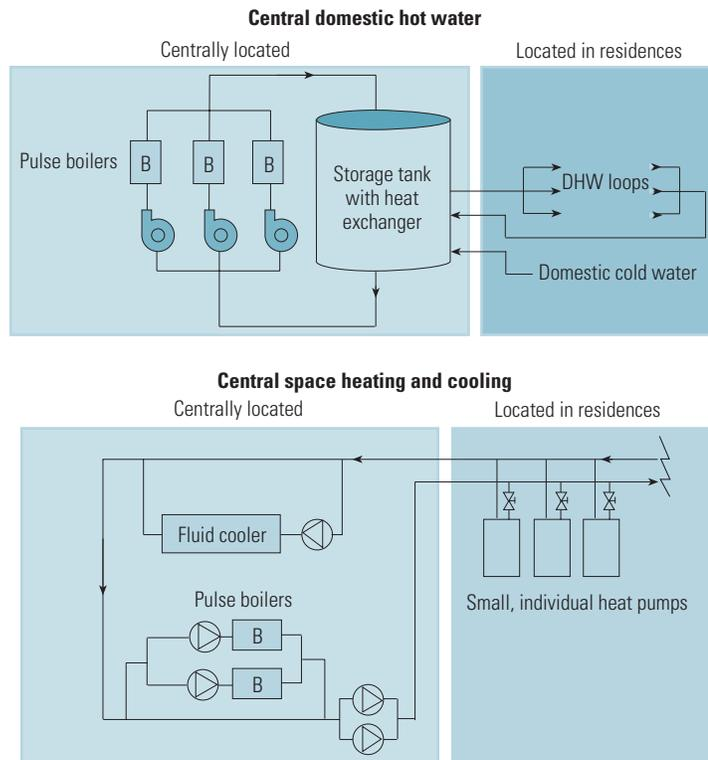 Central domestic hot water
Centrally located
Located in residences
Pulse boilers
B
B
B
Storage tank
with heat
exchanger
DHW loops
Domestic cold water
Central space heating and cooling
Centrally located
Located in residences
Fluid cooler
Pulse boilers
B
B
Small, individual heat pumps